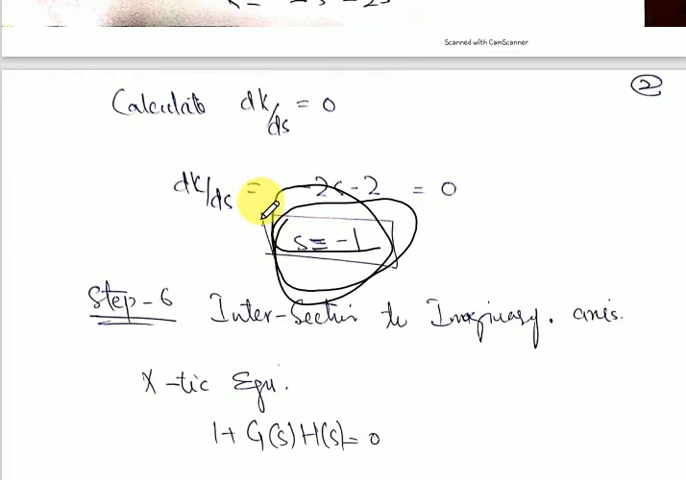 Scanned with CamScanner
②
Calculate dk/ds = 0
dk/ds = -2s-2 = 0
s = -1
Step-6 Inter-Section to Imaginary. axis.
X-tic Equ.
1+ G(s)H(s)= 0